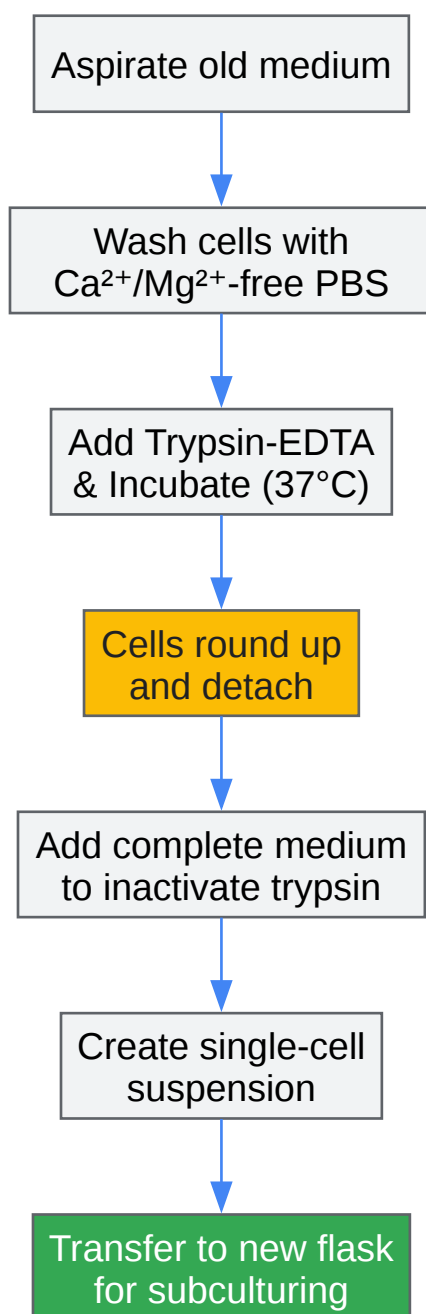 Aspirate old medium
Wash cells with
Ca²⁺/Mg²⁺-free PBS
Add Trypsin-EDTA
& Incubate (37°C)
Cells round up
and detach
Add complete medium
to inactivate trypsin
Create single-cell
suspension
Transfer to new flask
for subculturing